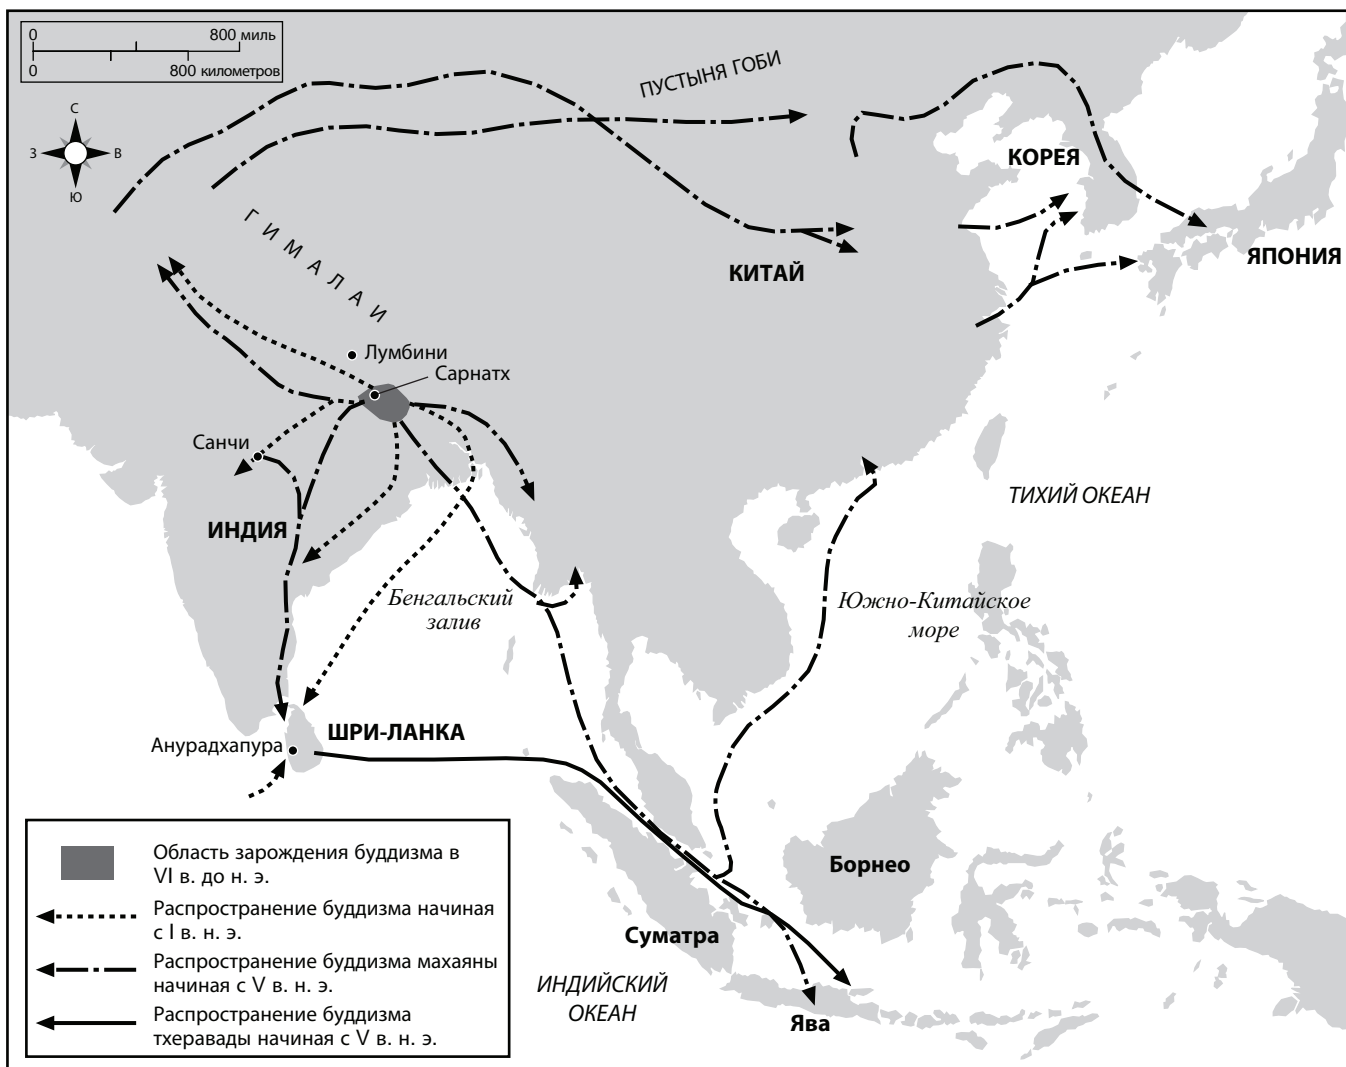 0 800 миль
0 800 километров
С
З В
Ю
ПУСТЫНЯ ГОБИ
КОРЕЯ
ЯПОНИЯ
КИТАЙ
ГИМАЛАИ
Лумбини
Сарнатх
Санчи
ИНДИЯ
ТИХИЙ ОКЕАН
Бенгальский
залив
Южно-Китайское
море
ШРИ-ЛАНКА
Анурадхапура
Борнео
Суматра
ИНДИЙСКИЙ
ОКЕАН
Ява
Область зарождения буддизма в
VI в. до н. э.
Распространение буддизма начиная
с I в. н. э.
Распространение буддизма махаяны
начиная с V в. н. э.
Распространение буддизма
тхеравады начиная с V в. н. э.